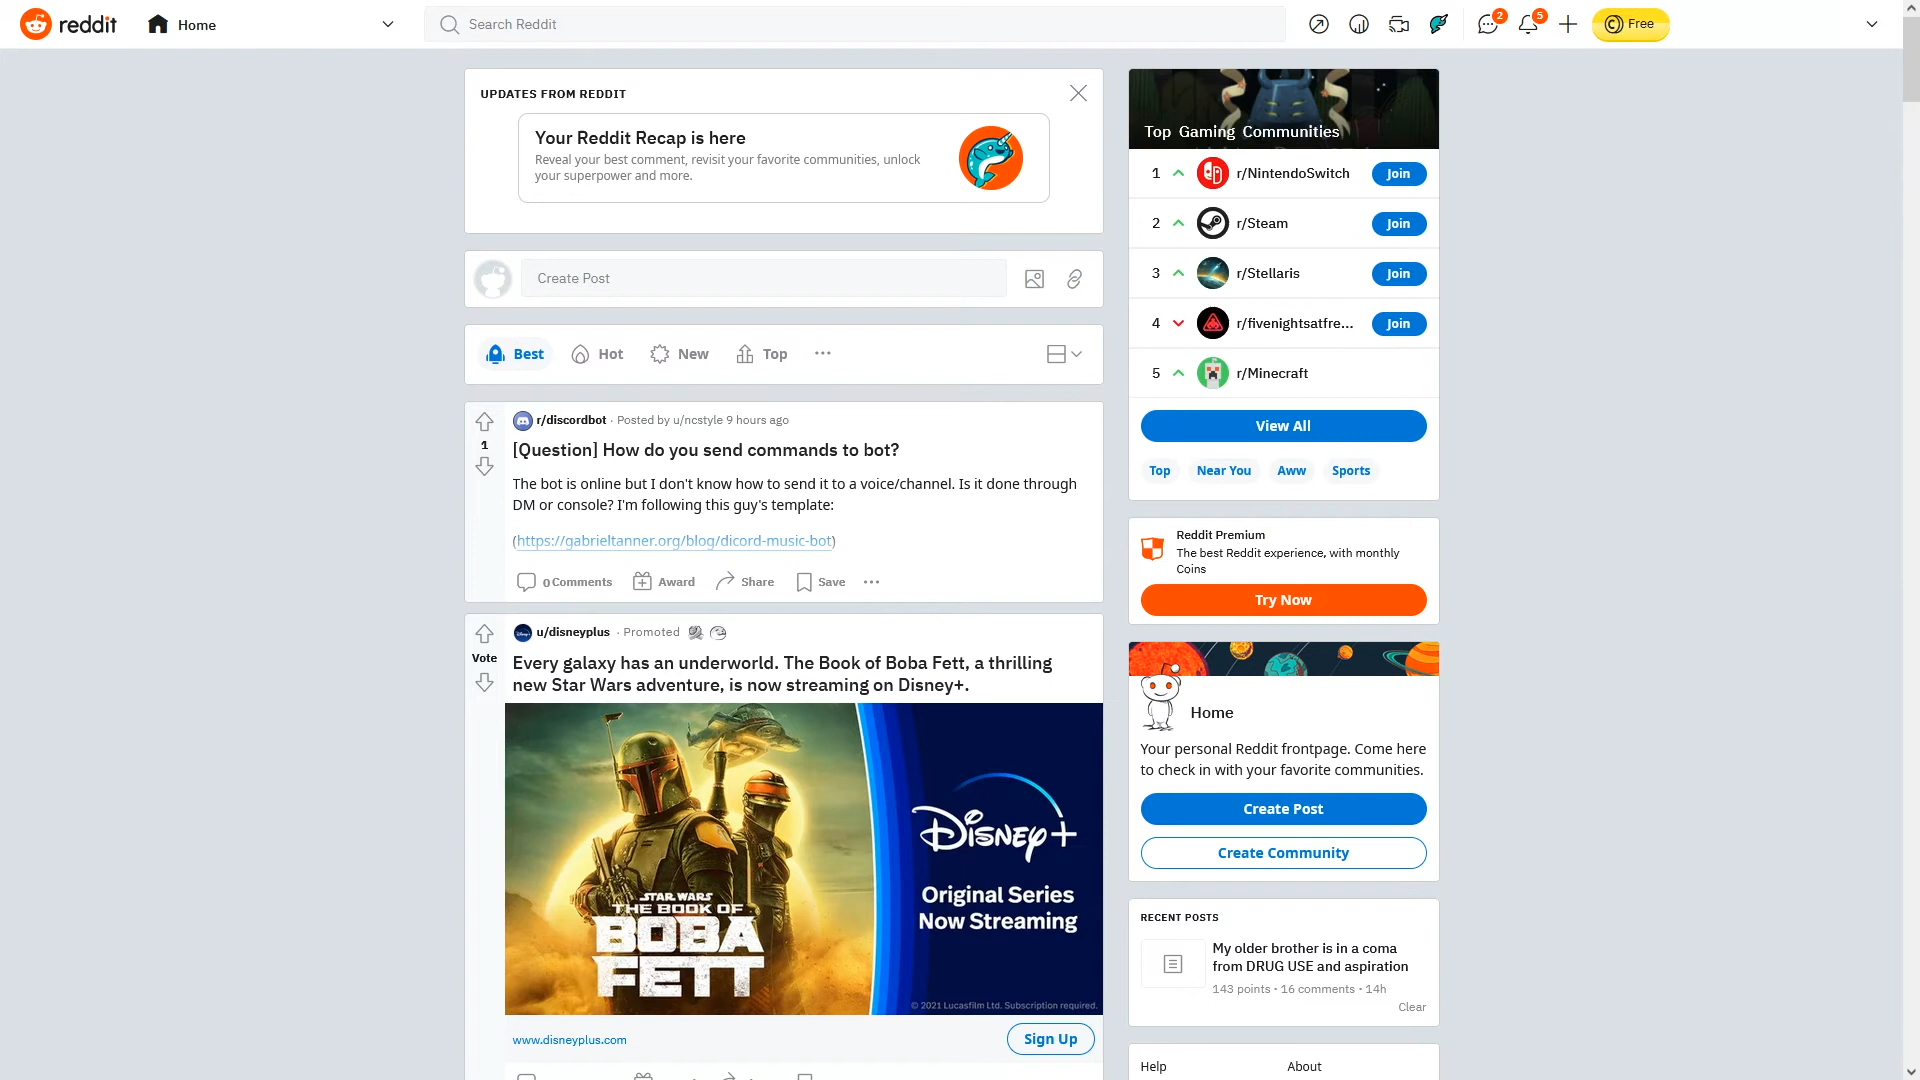 reddit
Home
Search Reddit
2
5
Free
UPDATES FROM REDDIT
Your Reddit Recap is here
Reveal your best comment, revisit your favorite communities, unlock
your superpower and more.
Create Post
Best
Hot
New
Top
r/discordbot · Posted by u/ncstyle 9 hours ago
1
[Question] How do you send commands to bot?
The bot is online but I don't know how to send it to a voice/channel. Is it done through
DM or console? I'm following this guy's template:
(https://gabrieltanner.org/blog/dicord-music-bot)
0 Comments
Award
Share
Save
u/disneyplus · Promoted
Vote
Every galaxy has an underworld. The Book of Boba Fett, a thrilling
new Star Wars adventure, is now streaming on Disney+.
STAR WARS
THE BOOK OF
BOBA
FETT
Disney+
Original Series
Now Streaming
© 2021 Lucasfilm Ltd. Subscription required.
www.disneyplus.com
Sign Up
Top Gaming Communities
1 r/NintendoSwitch Join
2 r/Steam Join
3 r/Stellaris Join
4 r/fivenightsatfre... Join
5 r/Minecraft
View All
Top
Near You
Aww
Sports
Reddit Premium
The best Reddit experience, with monthly
Coins
Try Now
Home
Your personal Reddit frontpage. Come here
to check in with your favorite communities.
Create Post
Create Community
RECENT POSTS
My older brother is in a coma
from DRUG USE and aspiration
143 points · 16 comments · 14h
Clear
Help
About